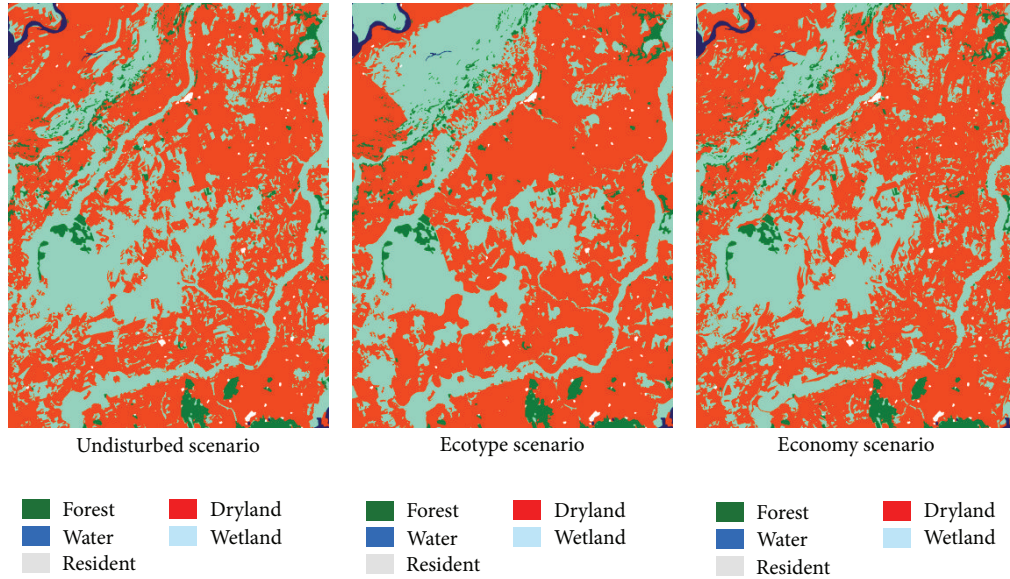 Undisturbed scenario
Ecotype scenario
Economy scenario
Forest
Dryland
Water
Wetland
Resident
Forest
Dryland
Water
Wetland
Resident
Forest
Dryland
Water
Wetland
Resident